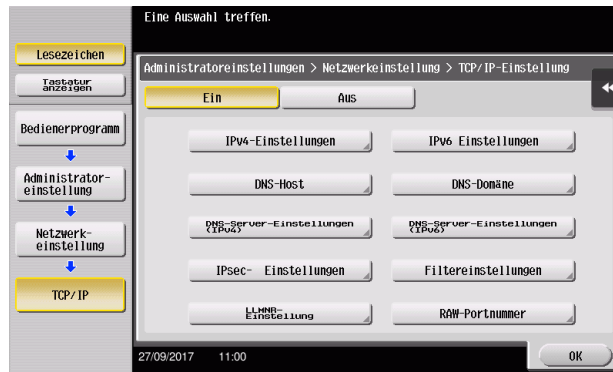 Eine Auswahl treffen.
Lesezeichen
Tastatur
anzeigen
Bedienerprogramm
Administrator-
einstellung
Netzwerk-
einstellung
TCP/IP
Administratoreinstellungen > Netzwerkeinstellung > TCP/IP-Einstellung
Ein
Aus
IPv4-Einstellungen
IPv6 Einstellungen
DNS-Host
DNS-Domäne
DNS-Server-Einstellungen
(IPv4)
DNS-Server-Einstellungen
(IPv6)
IPsec- Einstellungen
Filtereinstellungen
LLMNR-
Einstellung
RAW-Portnummer
27/09/2017 11:00
OK